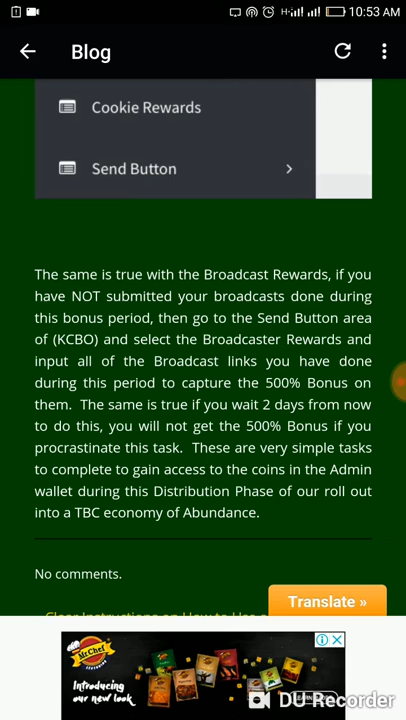 10:53 AM
Blog
Cookie Rewards
Send Button
The same is true with the Broadcast Rewards, if you
have NOT submitted your broadcasts done during
this bonus period, then go to the Send Button area
of (KCBO) and select the Broadcaster Rewards and
input all of the Broadcast links you have done
during this period to capture the 500% Bonus on
them. The same is true if you wait 2 days from now
to do this, you will not get the 500% Bonus if you
procrastinate this task. These are very simple tasks
to complete to gain access to the coins in the Admin
wallet during this Distribution Phase of our roll out
into a TBC economy of Abundance.
No comments.
Translate »
Mr Chef
Introducing
our new look
DU Recorder